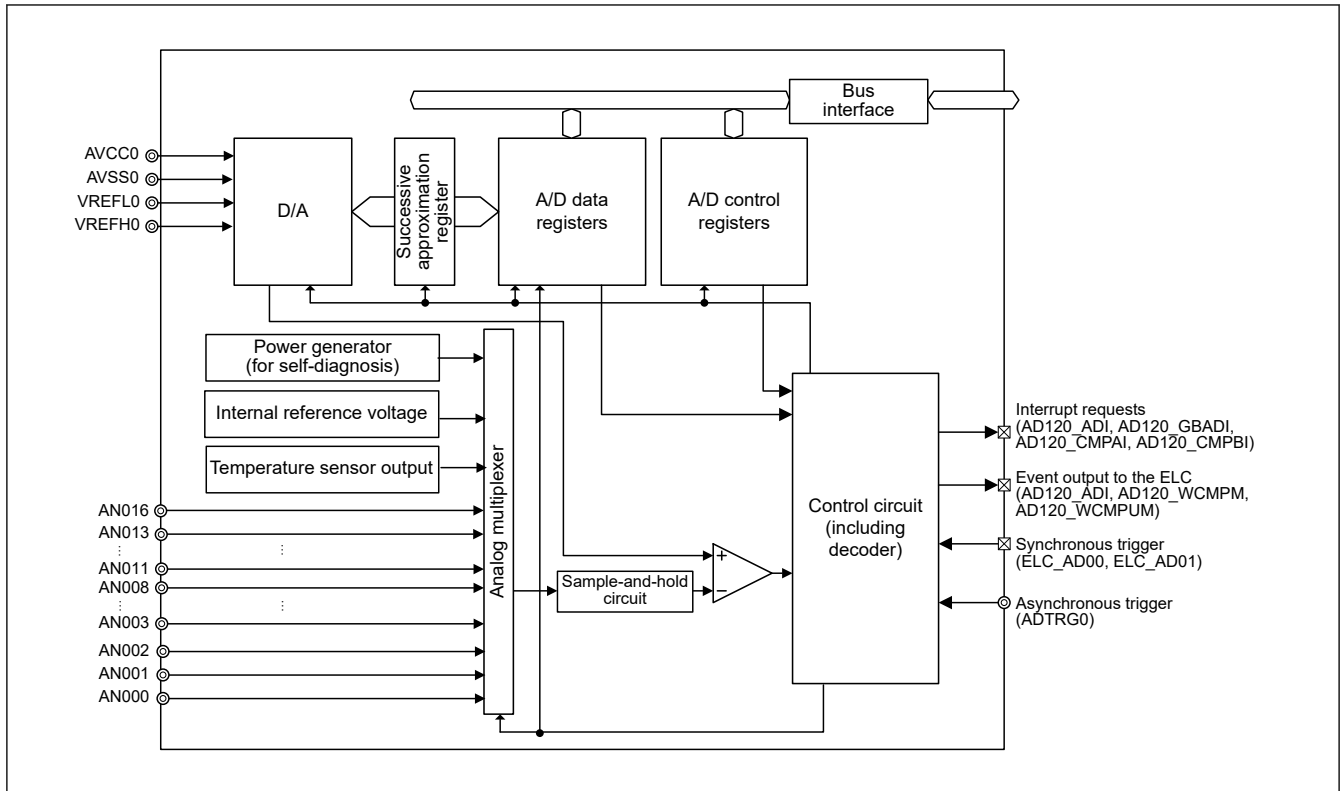 Bus
interface
AVCC0
AVSS0
VREFL0
VREFH0
D/A
Successive
approximation
register
A/D data
registers
A/D control
registers
Power generator
(for self-diagnosis)
Internal reference voltage
Temperature sensor output
Analog multiplexer
AN016
AN013
AN011
AN008
AN003
AN002
AN001
AN000
Sample-and-hold
circuit
+
−
Control circuit
(including
decoder)
Interrupt requests
(AD120_ADI, AD120_GBADI,
AD120_CMPAI, AD120_CMPBI)
Event output to the ELC
(AD120_ADI, AD120_WCMPM,
AD120_WCMPUM)
Synchronous trigger
(ELC_AD00, ELC_AD01)
Asynchronous trigger
(ADTRG0)